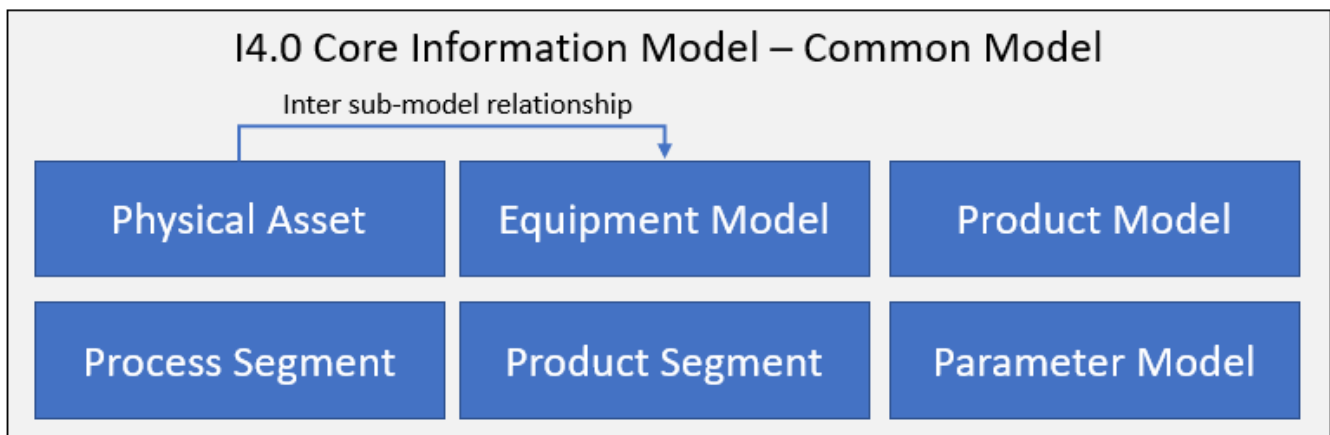 I4.0 Core Information Model – Common Model
Inter sub-model relationship
Physical Asset
Equipment Model
Product Model
Process Segment
Product Segment
Parameter Model